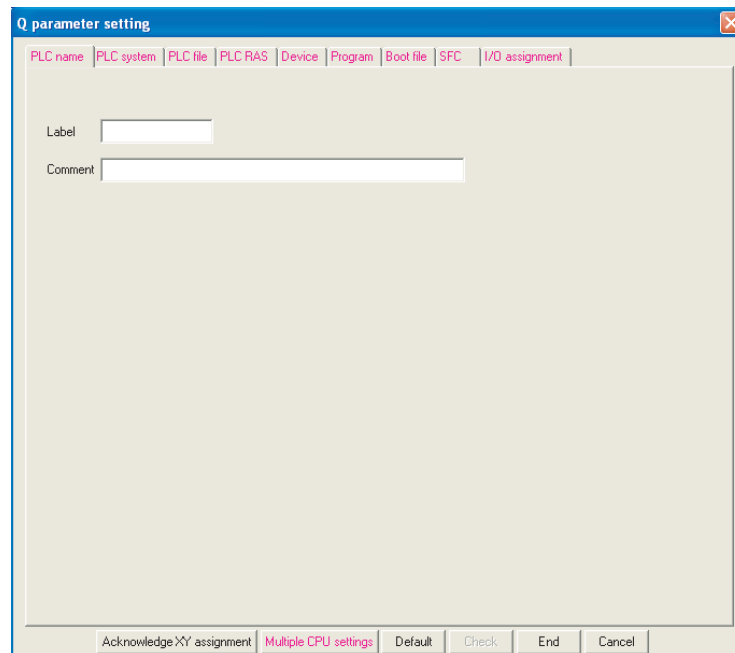 Q parameter setting
PLC name PLC system PLC file PLC RAS Device Program Boot file SFC I/O assignment
Label
Comment
Acknowledge XY assignment Multiple CPU settings Default Check End Cancel